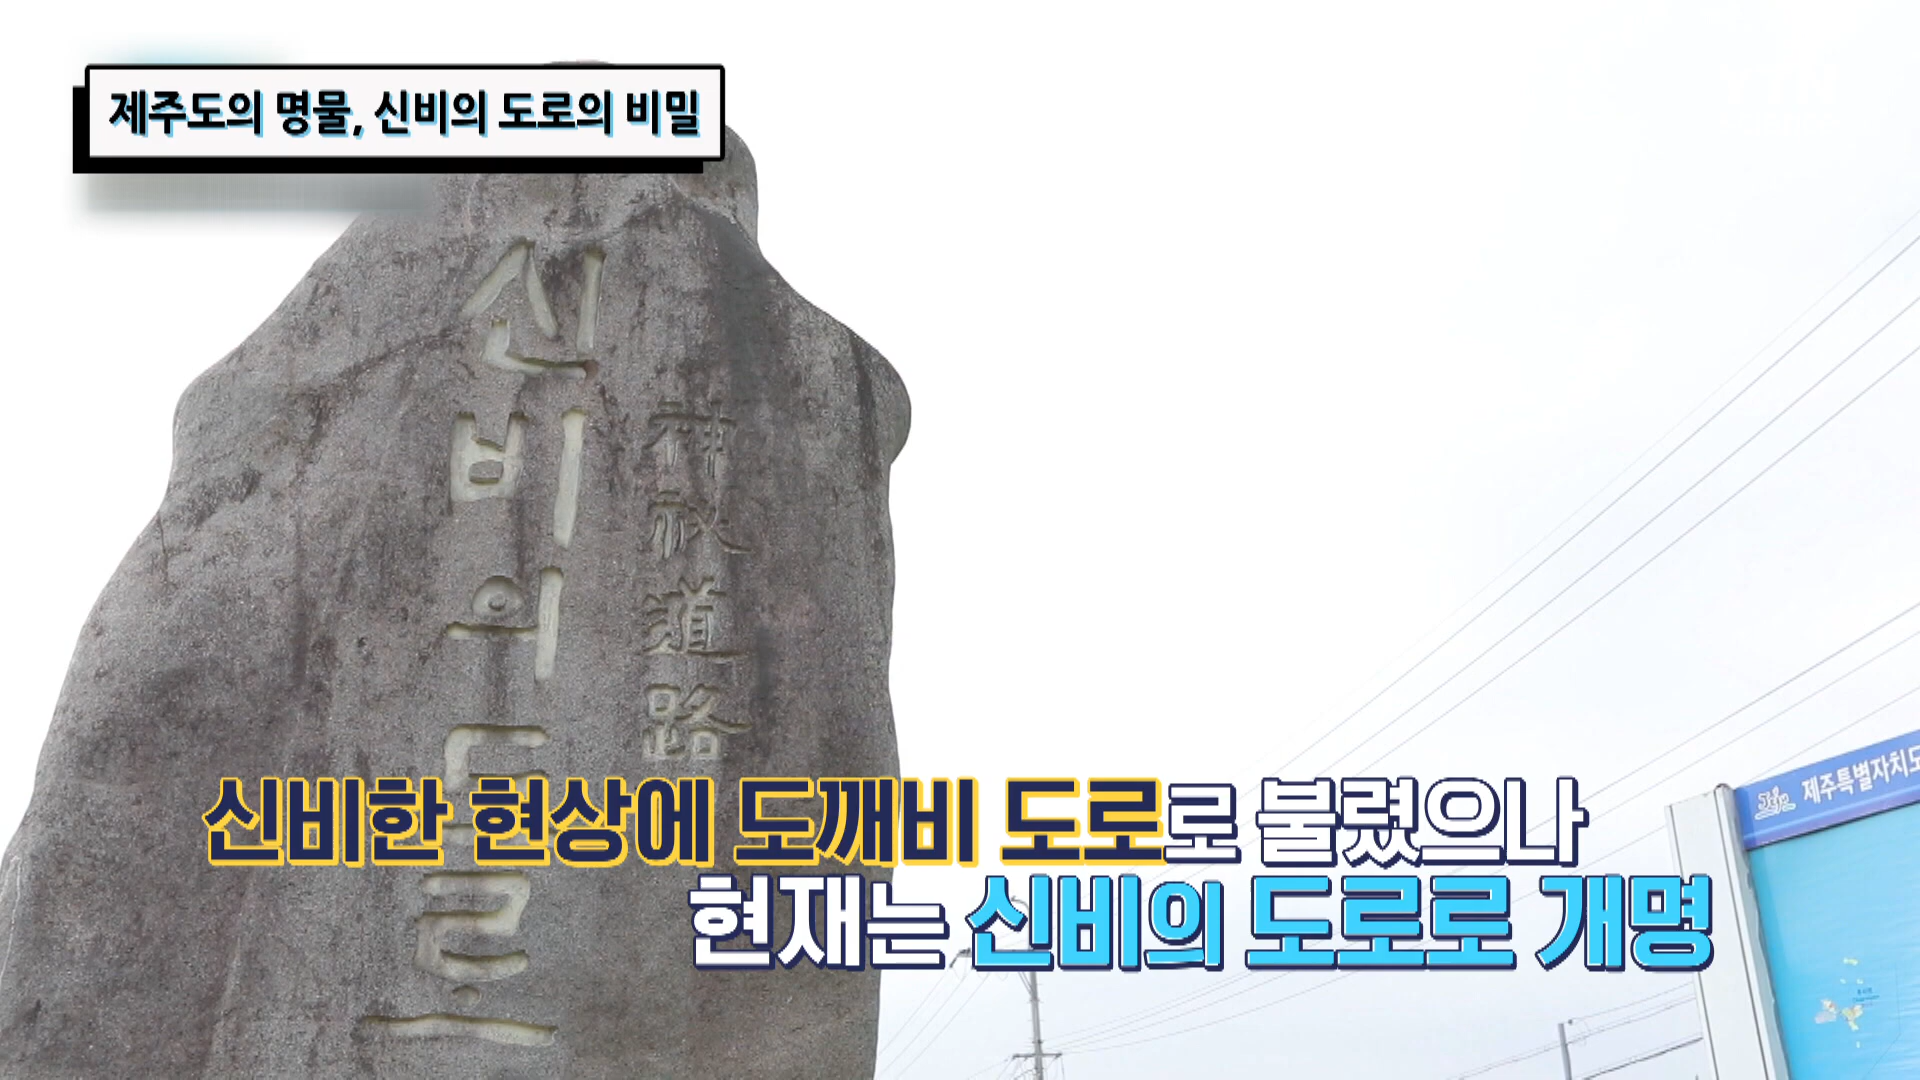 제주도의 명물, 신비의 도로의 비밀
신비의도로
神秘道路
신비한 현상에 도깨비 도로로 불렸으나
현재는 신비의 도로로 개명
제주특별자치도